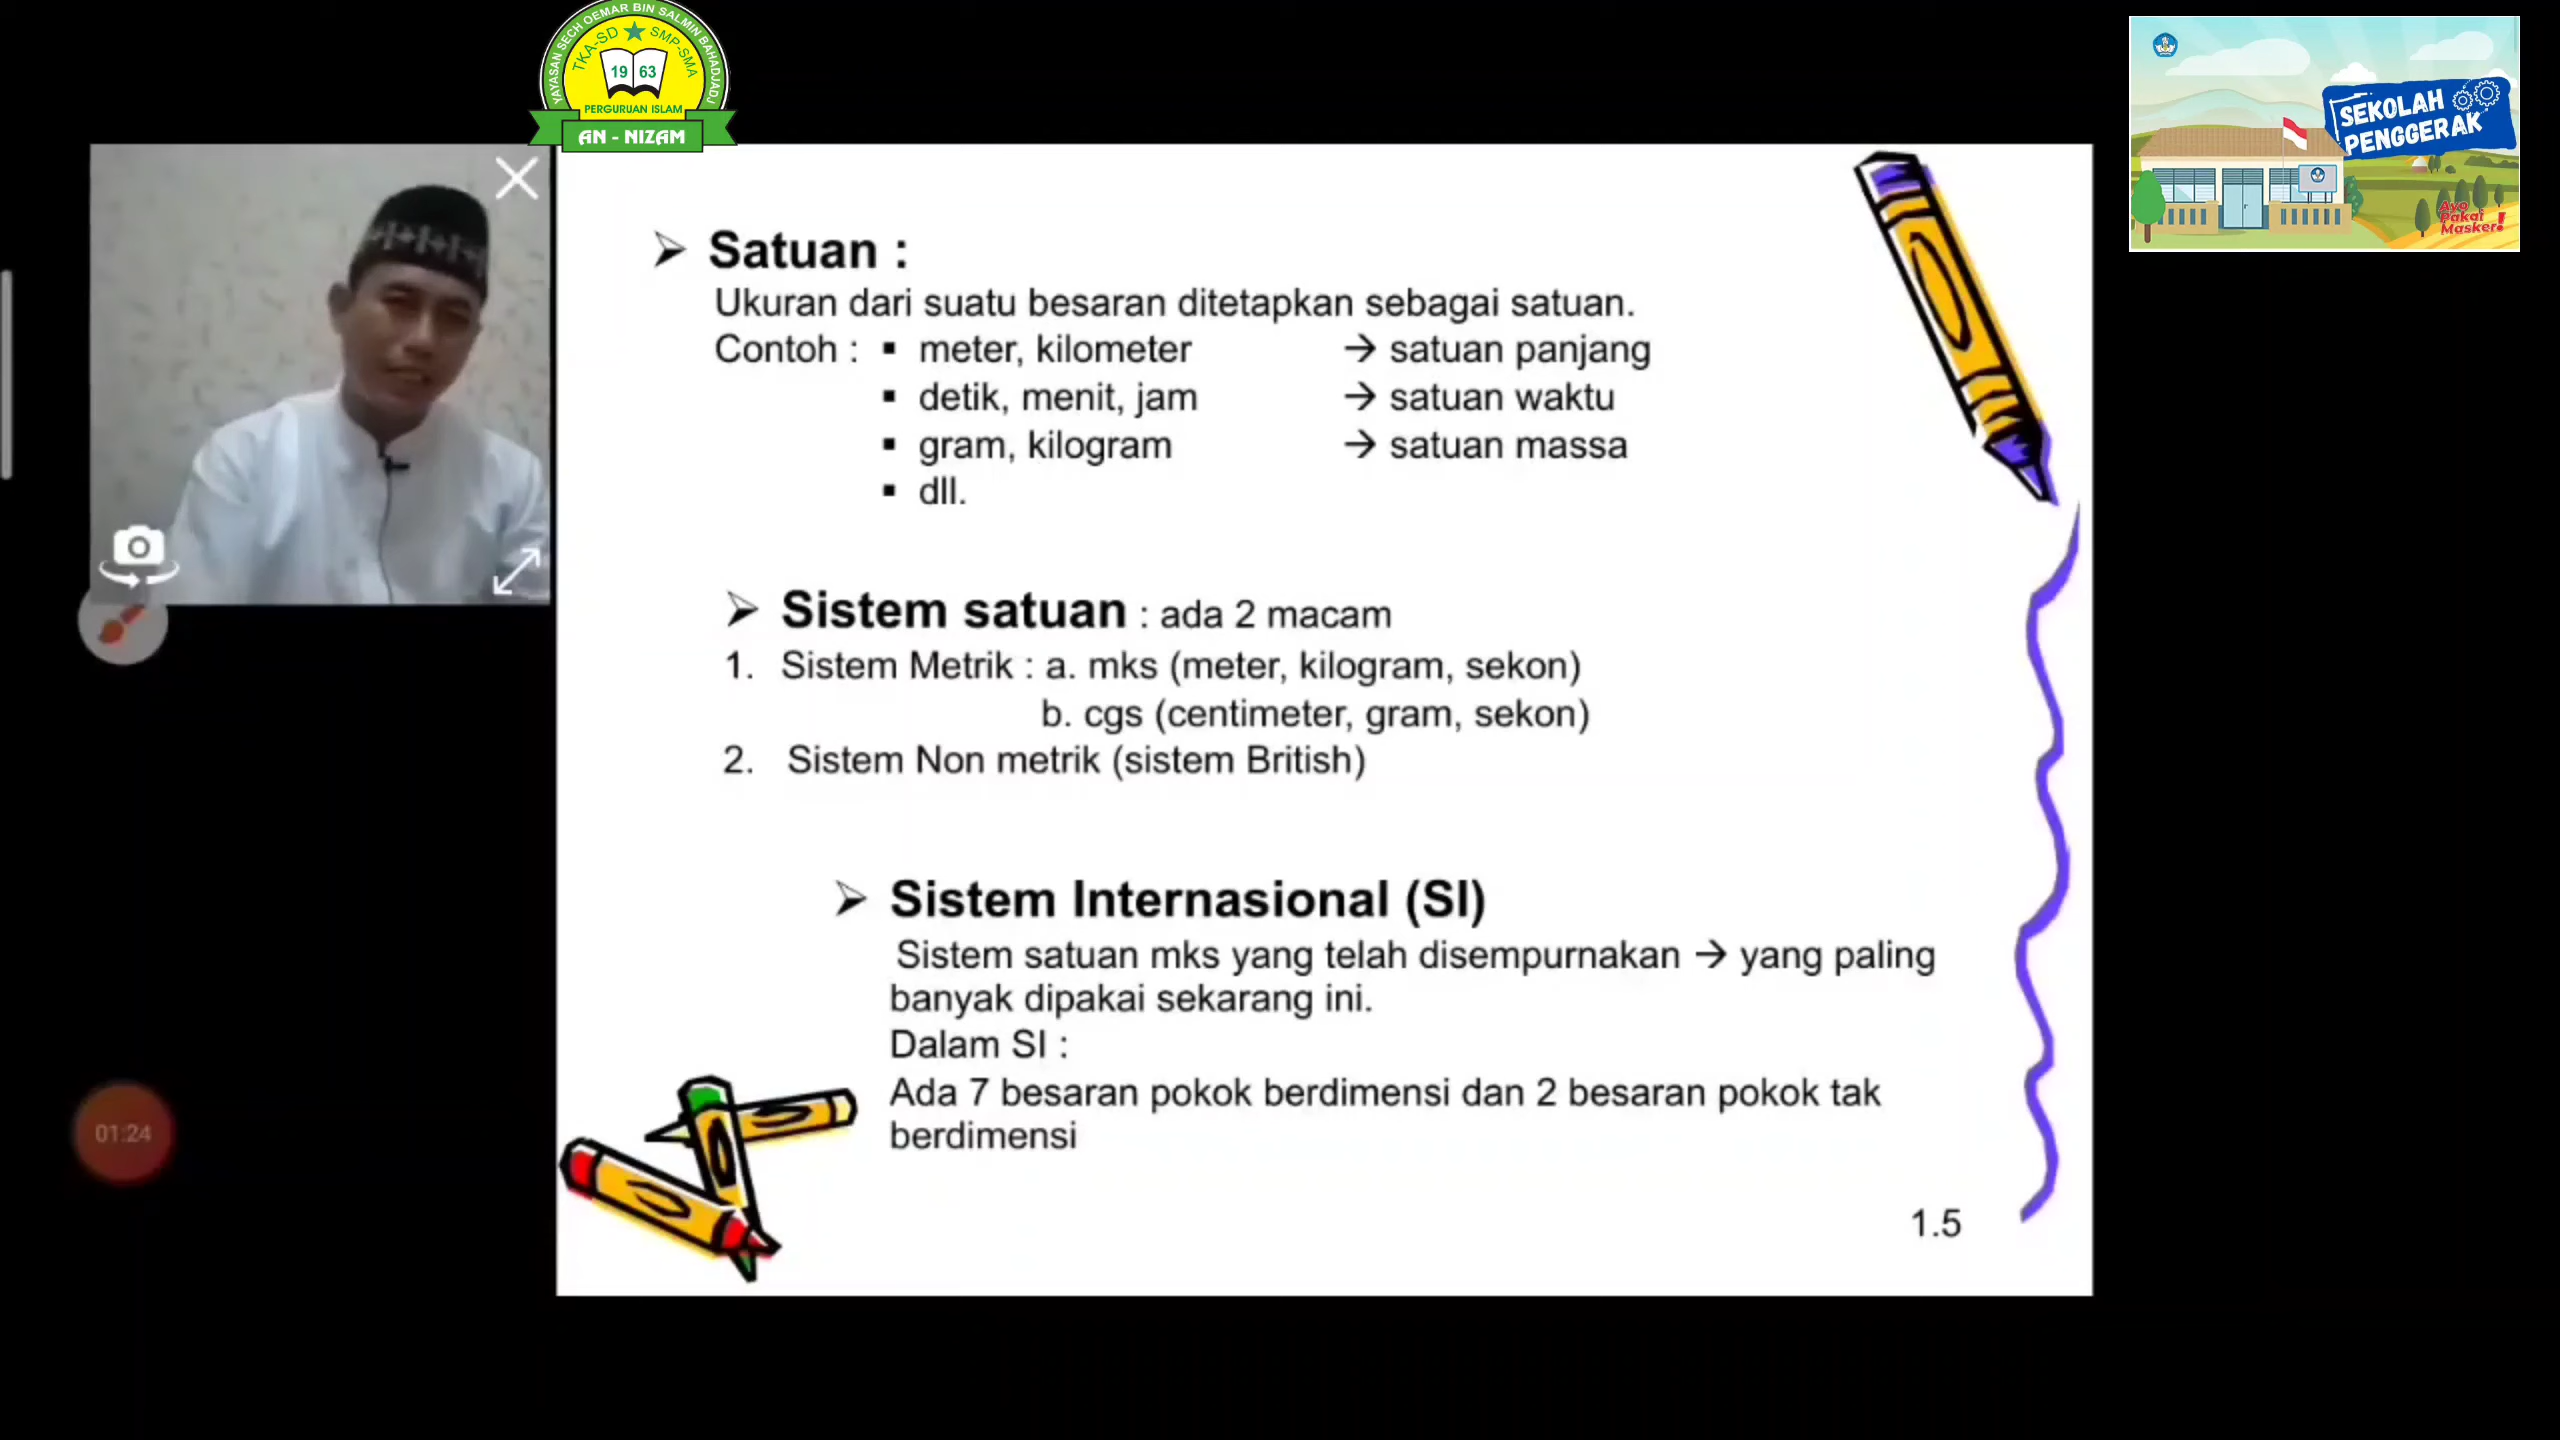 YAYASAN SECH OEMAR BIN SALMIN BAHADJADJ
TKA-SD SMP-SMA
19 63
PERGURUAN ISLAM
AN - NIZAM
SEKOLAH
PENGGERAK
Ayo
Pakai
Masker!
Satuan :
Ukuran dari suatu besaran ditetapkan sebagai satuan.
Contoh : ▪ meter, kilometer → satuan panjang
▪ detik, menit, jam → satuan waktu
▪ gram, kilogram → satuan massa
▪ dll.
Sistem satuan : ada 2 macam
1. Sistem Metrik : a. mks (meter, kilogram, sekon)
b. cgs (centimeter, gram, sekon)
2. Sistem Non metrik (sistem British)
Sistem Internasional (SI)
Sistem satuan mks yang telah disempurnakan → yang paling
banyak dipakai sekarang ini.
Dalam SI :
Ada 7 besaran pokok berdimensi dan 2 besaran pokok tak
berdimensi
01:24
1.5